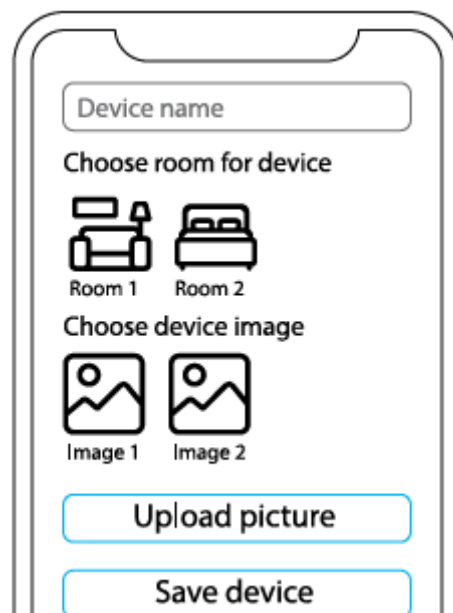 Device name
Choose room for device
Room 1 Room 2
Choose device image
Image 1 Image 2
Upload picture
Save device